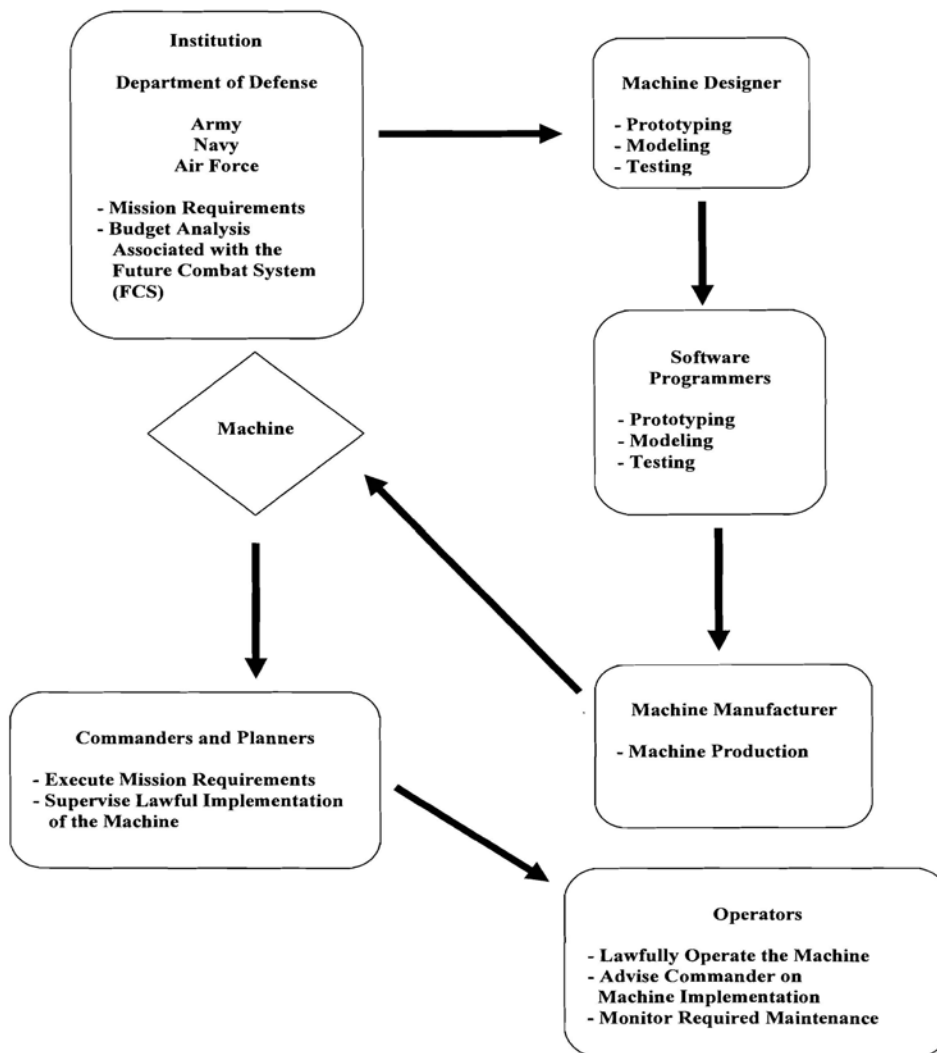 Institution
Department of Defense
Army
Navy
Air Force
- Mission Requirements
- Budget Analysis
Associated with the
Future Combat System
(FCS)
Machine Designer
- Prototyping
- Modeling
- Testing
Software
Programmers
- Prototyping
- Modeling
- Testing
Machine
Machine Manufacturer
- Machine Production
Commanders and Planners
- Execute Mission Requirements
- Supervise Lawful Implementation
of the Machine
Operators
- Lawfully Operate the Machine
- Advise Commander on
Machine Implementation
- Monitor Required Maintenance